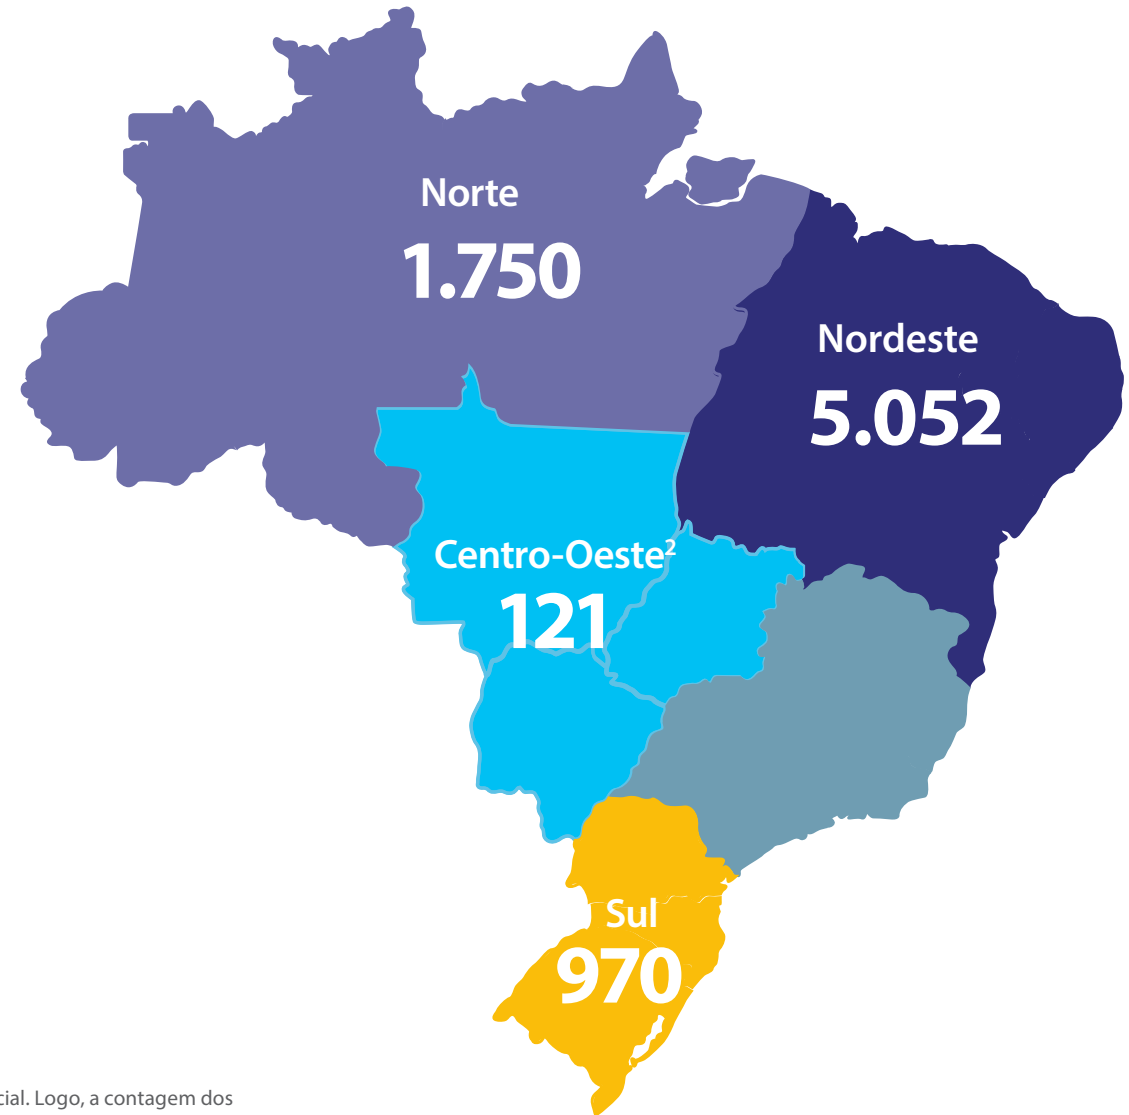 Norte
1.750
Nordeste
5.052
Centro-Oeste²
121
Sul
970
cial. Logo, a contagem dos